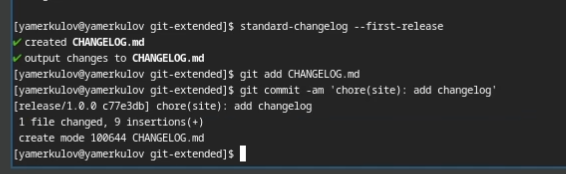 [yamerkulov@yamerkulov git-extended]$ standard-changelog --first-release
✔ created CHANGELOG.md
✔ output changes to CHANGELOG.md
[yamerkulov@yamerkulov git-extended]$ git add CHANGELOG.md
[yamerkulov@yamerkulov git-extended]$ git commit -am 'chore(site): add changelog'
[release/1.0.0 c77e3db] chore(site): add changelog
1 file changed, 9 insertions(+)
create mode 100644 CHANGELOG.md
[yamerkulov@yamerkulov git-extended]$